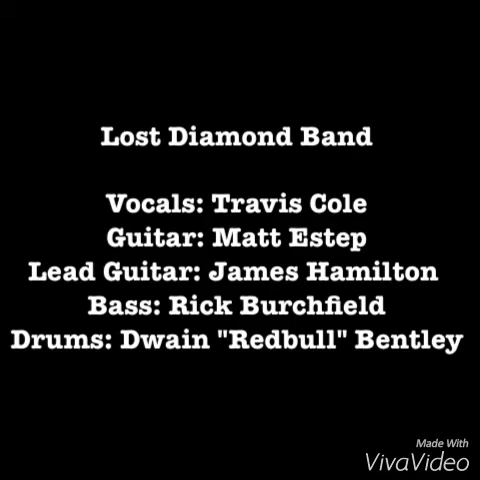 Lost Diamond Band
Vocals: Travis Cole
Guitar: Matt Estep
Lead Guitar: James Hamilton
Bass: Rick Burchfield
Drums: Dwain "Redbull" Bentley
Made With
VivaVideo